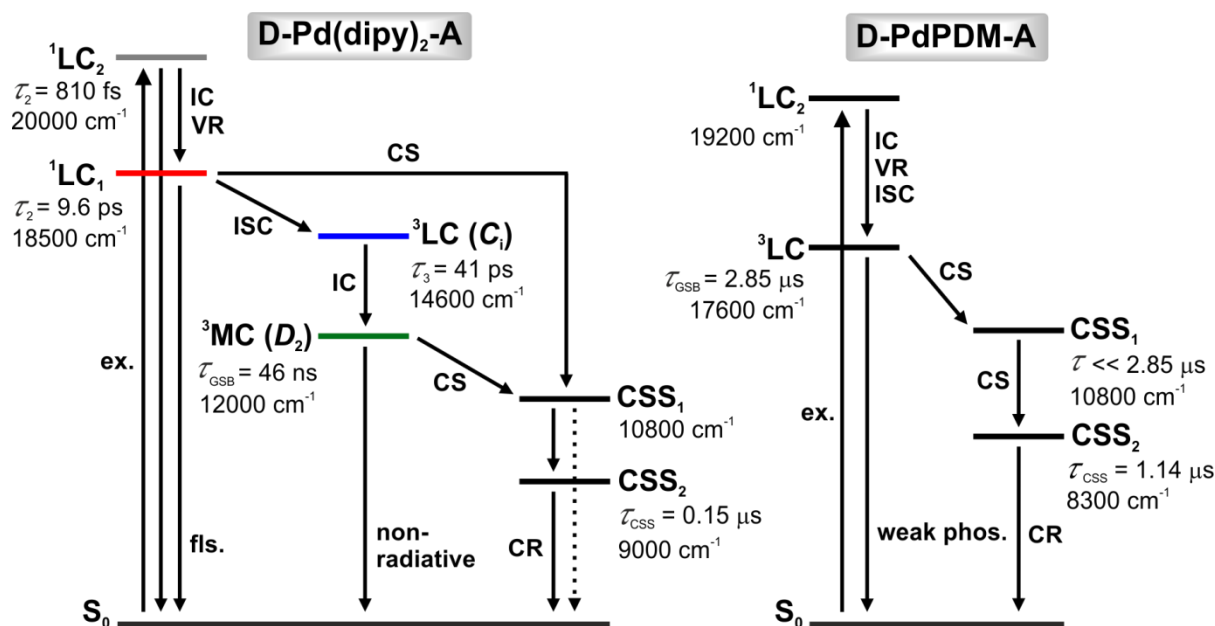 D-Pd(dipy)₂-A
¹LC₂
τ₂ = 810 fs
20000 cm⁻¹
IC
VR
¹LC₁
τ₂ = 9.6 ps
18500 cm⁻¹
CS
ISC
³LC (Cᵢ)
τ₃ = 41 ps
14600 cm⁻¹
IC
³MC (D₂)
τGSB = 46 ns
12000 cm⁻¹
CS
ex.
CSS₁
10800 cm⁻¹
CSS₂
τCSS = 0.15 μs
9000 cm⁻¹
fls.
non-
radiative
CR
S₀
D-PdPDM-A
¹LC₂
19200 cm⁻¹
IC
VR
ISC
³LC
τGSB = 2.85 μs
17600 cm⁻¹
CS
CSS₁
τ << 2.85 μs
10800 cm⁻¹
CS
ex.
CSS₂
τCSS = 1.14 μs
8300 cm⁻¹
weak phos.
CR
S₀